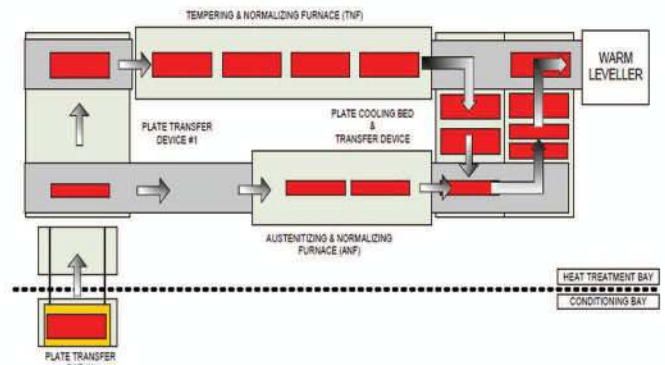 TEMPERING & NORMALIZING FURNACE (TNF)
WARM
LEVELLER
PLATE TRANSFER
DEVICE #1
PLATE COOLING BED
&
TRANSFER DEVICE
AUSTENITIZING & NORMALIZING
FURNACE (ANF)
HEAT TREATMENT BAY
CONDITIONING BAY
PLATE TRANSFER